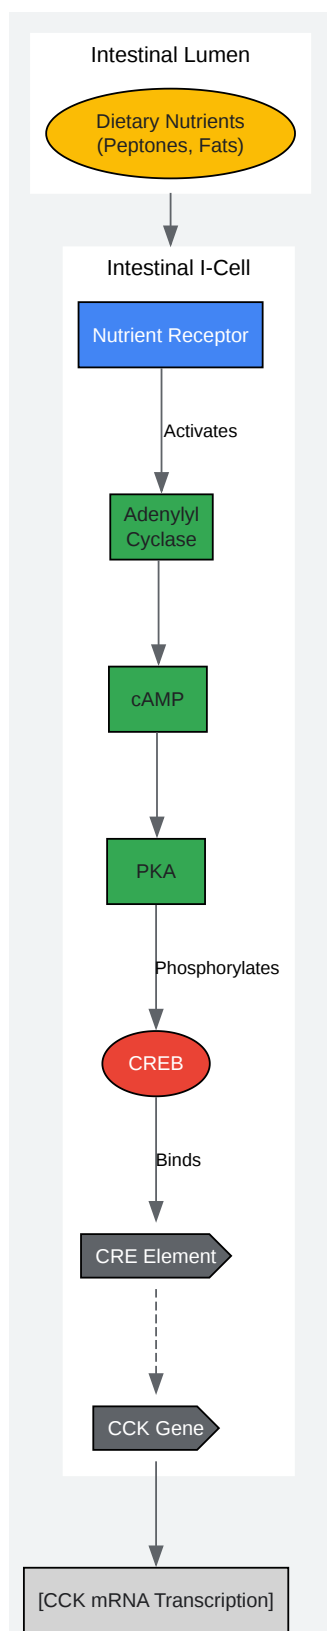 Intestinal Lumen
Dietary Nutrients
(Peptones, Fats)
Intestinal I-Cell
Nutrient Receptor
Activates
Adenylyl
Cyclase
cAMP
PKA
Phosphorylates
CREB
Binds
CRE Element
CCK Gene
[CCK mRNA Transcription]